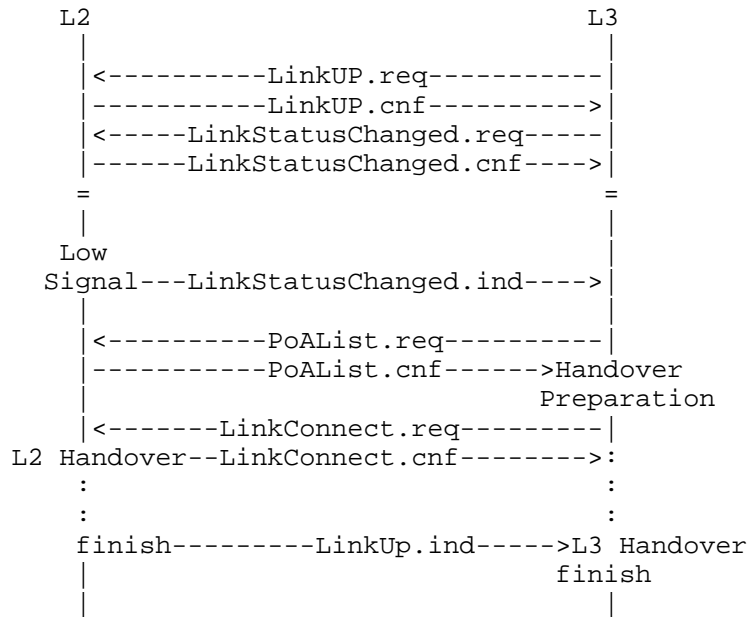 L2 L3
|<----------LinkUP.req-----------|
|-----------LinkUP.cnf---------->|
|<-----LinkStatusChanged.req-----|
|------LinkStatusChanged.cnf---->|
= =
Low
Signal---LinkStatusChanged.ind---->|
|<----------PoAList.req----------|
|-----------PoAList.cnf------>Handover
Preparation
|<-------LinkConnect.req---------|
L2 Handover--LinkConnect.cnf-------->:
: :
: :
finish---------LinkUp.ind----->L3 Handover
finish